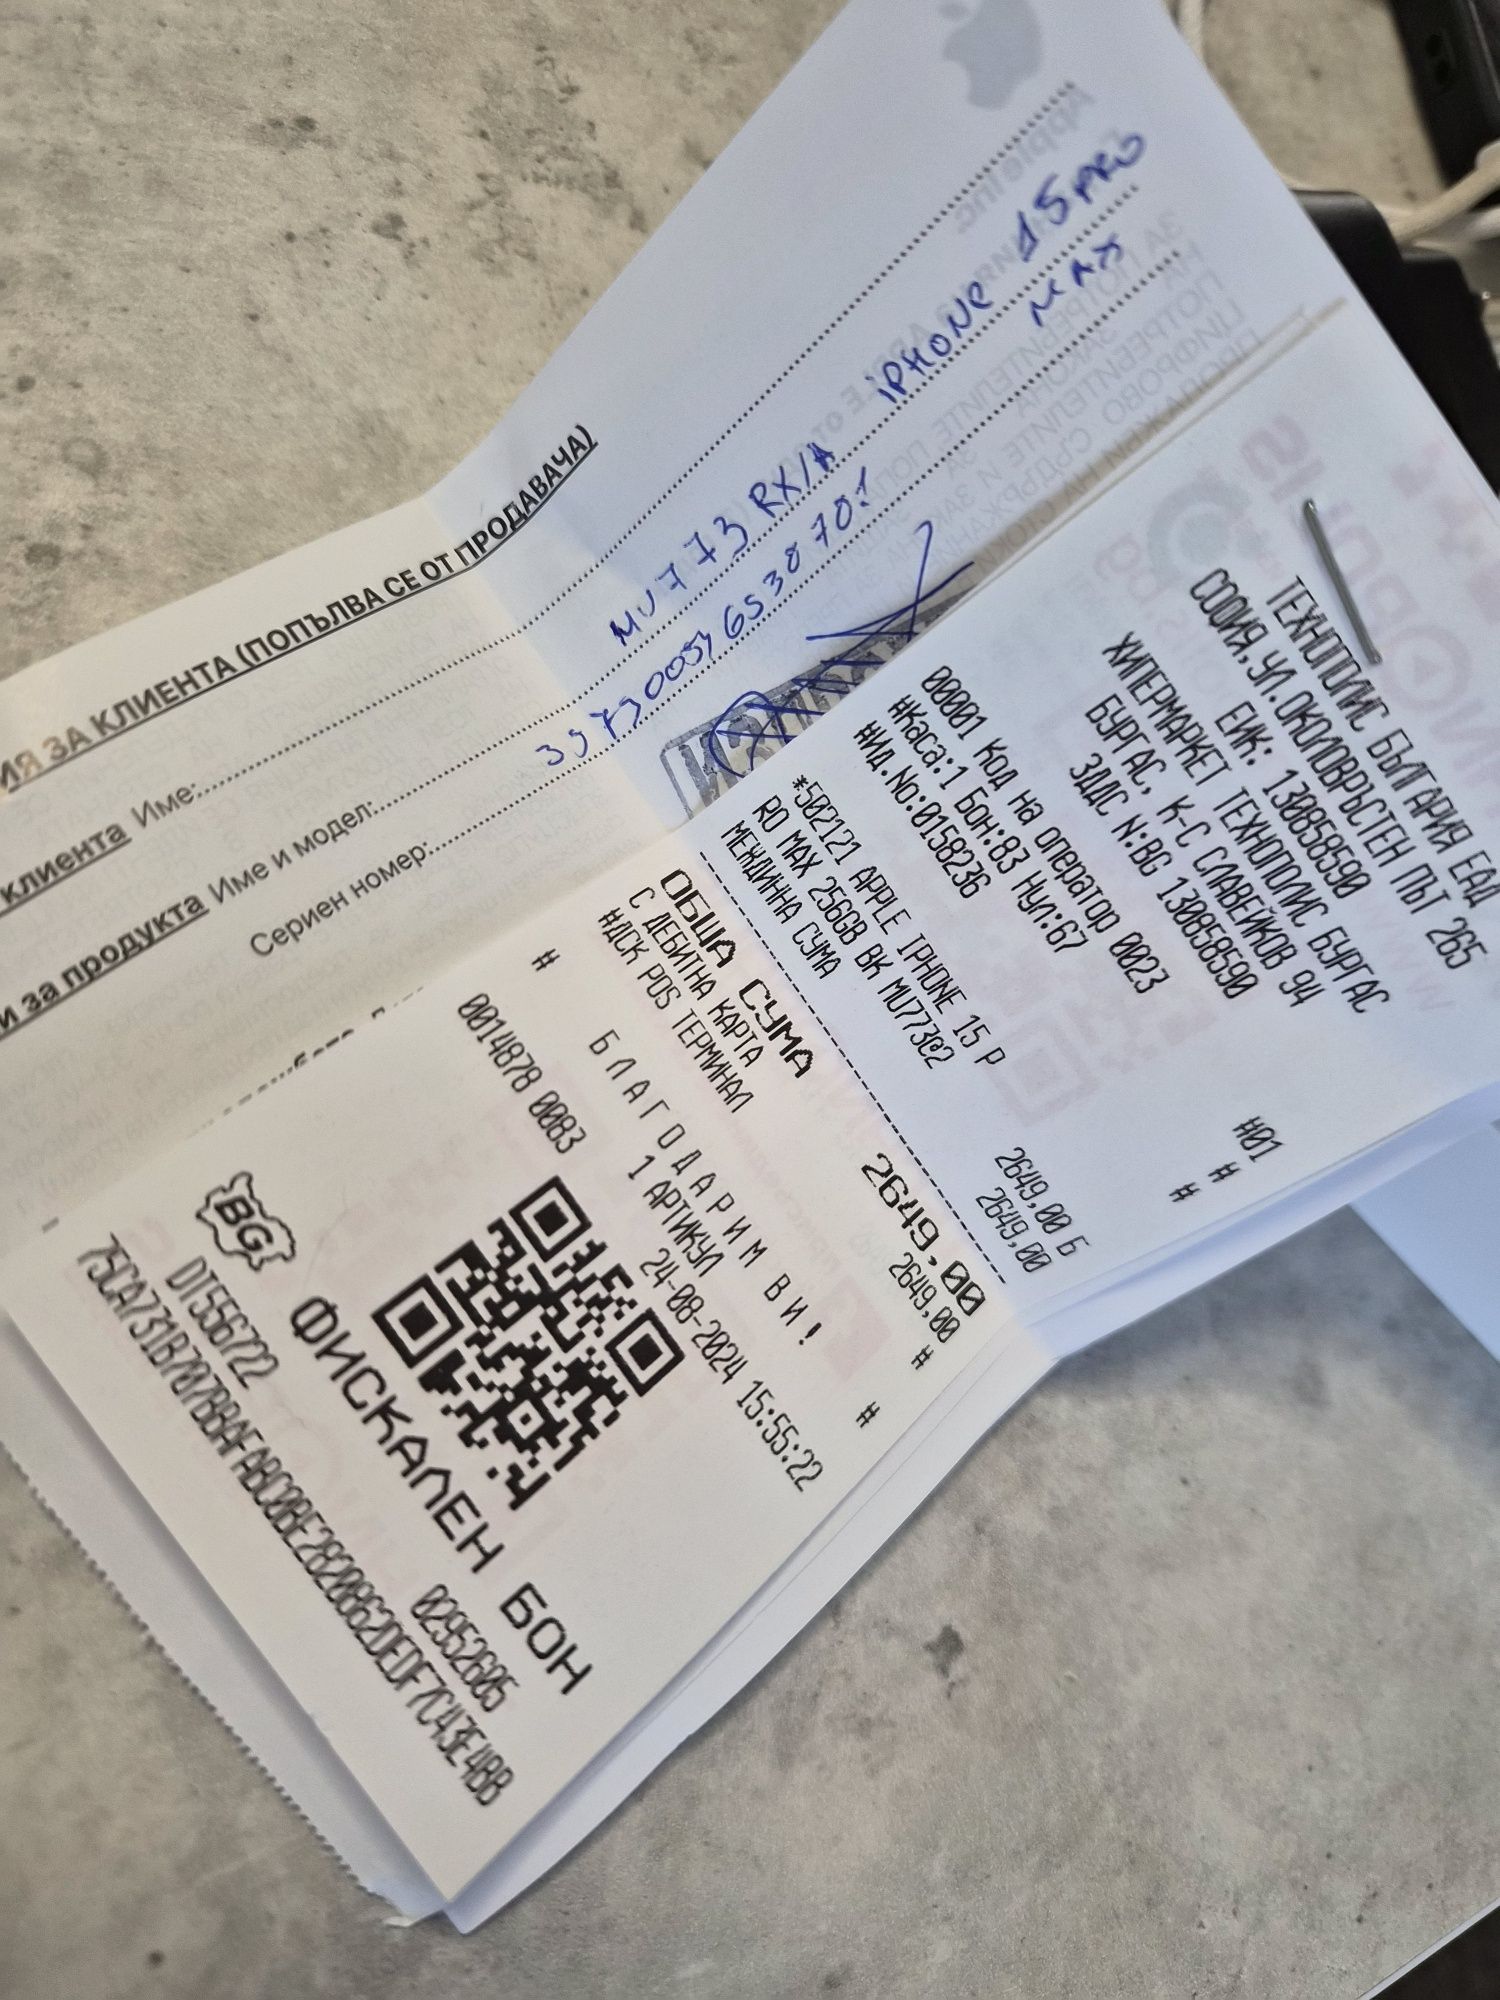 ИЯ ЗА КЛИЕНТА (ПОПЪЛВА СЕ ОТ ПРОДАВАЧА)
клиента Име:
и за продукта Име и модел: MU773RX/A iPHONE 15 PRO MAX
Сериен номер:
ТЕХНОПОЛИС БЪЛГАРИЯ ЕАД
СОФИЯ, УЛ. ОКОЛОВРЪСТЕН ПЪТ 265
ЕИК: 130858590
ХИПЕРМАРКЕТ ТЕХНОПОЛИС БУРГАС
БУРГАС, К-С СЛАВЕЙКОВ 94
ЗДДС N:BG 130858590
00001 Код на оператор 0023 #01
#Каса:1 Бон:83 Нул:67 #
#Ид.No:0158236 #
*502121 APPLE IPHONE 15 P
RO MAX 256GB BK MU773@2 2649,00 Б
МЕЖДИННА СУМА 2649,00
ОБЩА СУМА 2649,00
С ДЕБИТНА КАРТА 2649,00
#ДСК POS ТЕРМИНАЛ #
# БЛАГОДАРИМ ВИ! #
1 АРТИКУЛ
0014878 0083 24-08-2024 15:55:22
BG
ФИСКАЛЕН БОН
DT556722 02952605